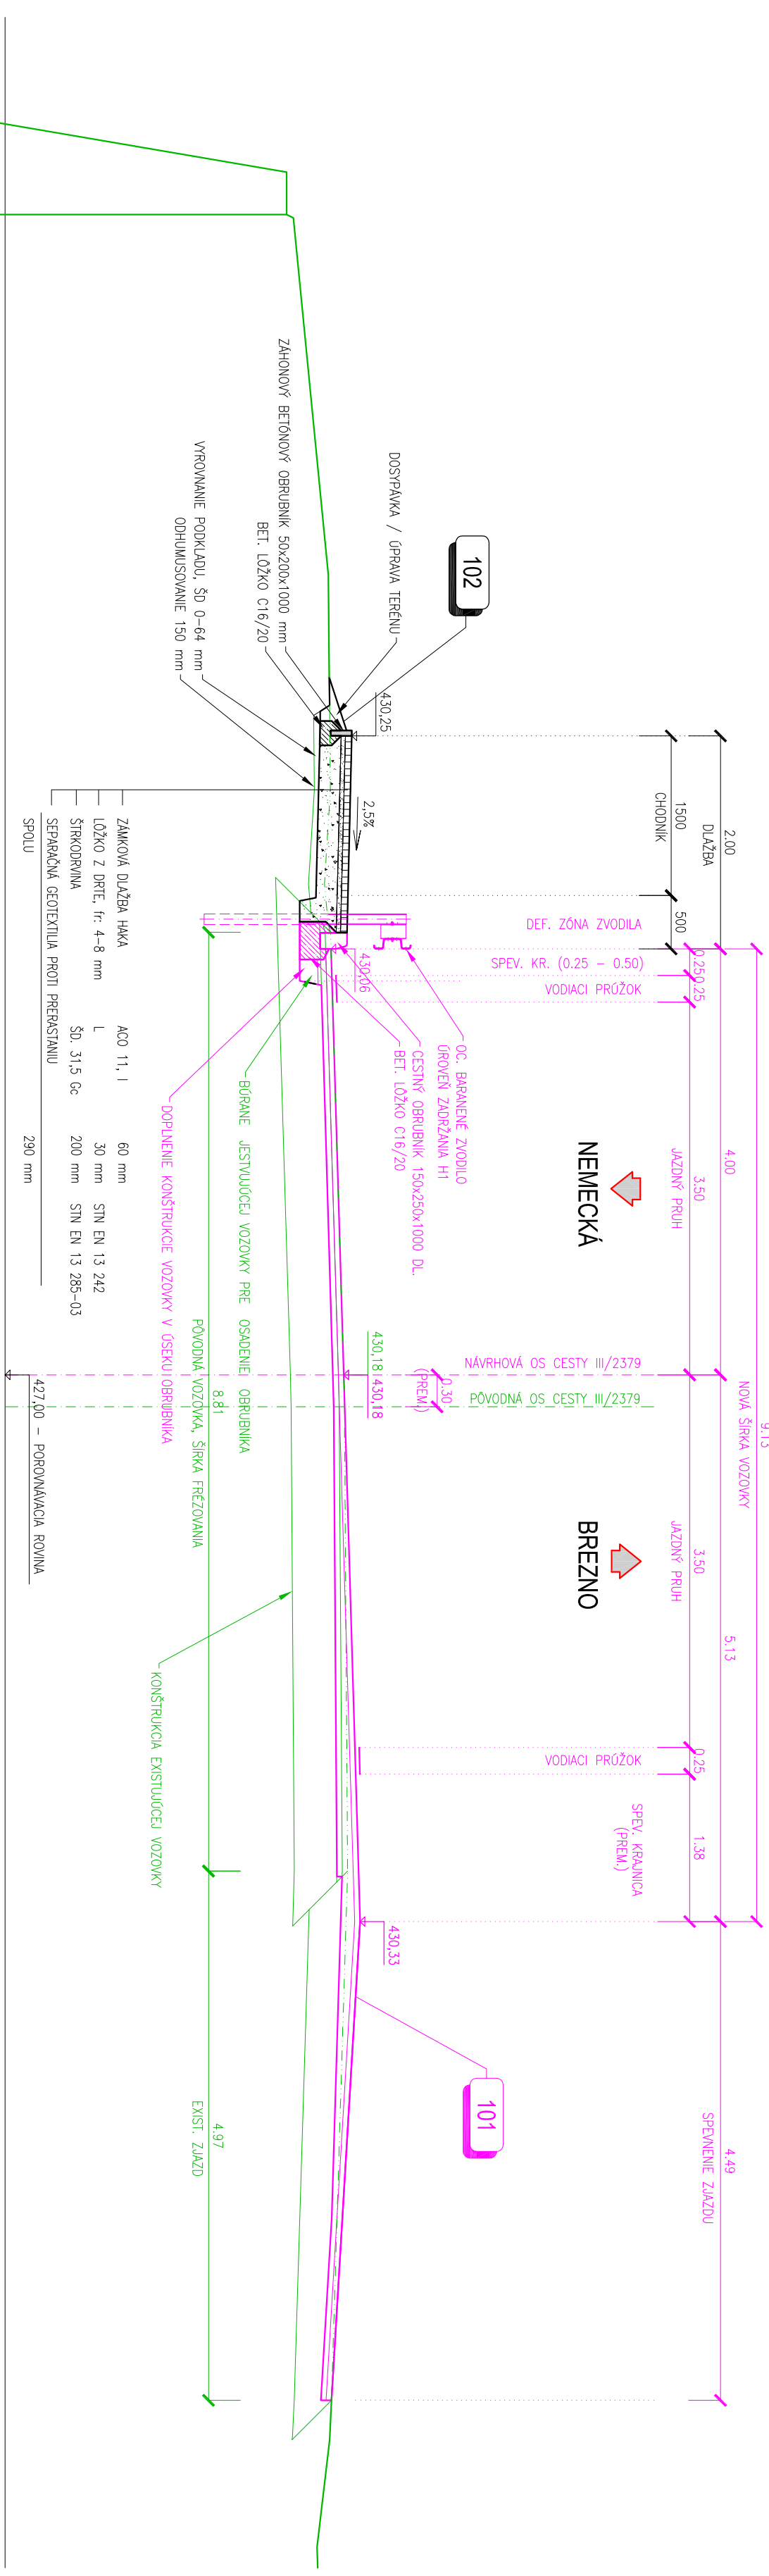 9.13
NOVÁ ŠÍRKA VOZOVKY
2.00
DLAŽBA
4.00
5.13
4.49
SPEVNENIE ZJAZDU
1500
CHODNÍK
500
0.25
0.25
3.50
JAZDNÝ PRUH
3.50
JAZDNÝ PRUH
0.25
1.38
SPEV. KRAJNICA
(PREM.)
DEF. ZÓNA ZVODILA
SPEV. KR. (0.25 - 0.50)
VODIACI PRÚŽOK
NÁVRHOVÁ OS CESTY III/2379
PÔVODNÁ OS CESTY III/2379
VODIACI PRÚŽOK
NEMECKÁ
BREZNO
102
101
0.30
(PREM.)
OC. BARANENÉ ZVODILO
ÚROVEŇ ZADRŽANIA H1
CESTNÝ OBRUBNÍK 150x250x1000 DL.
BET. LÔŽKO C16/20
DOSYPÁVKA / ÚPRAVA TERÉNU
430,25
2,5%
430,06
430,18
430,18
430,33
ZÁHONOVÝ BETÓNOVÝ OBRUBNÍK 50x200x1000 mm
BET. LÔŽKO C16/20
VYROVNANIE PODKLADU, ŠD 0-64 mm
ODHUMUSOVANIE 150 mm
BÚRANE JESTVUJÚCEJ VOZOVKY PRE OSADENIE OBRUBNÍKA
8.81
PÔVODNÁ VOZOVKA, ŠÍRKA FRÉZOVANIA
4.97
EXIST. ZJAZD
DOPLNENIE KONŠTRUKCIE VOZOVKY V ÚSEKU OBRUBNÍKA
KONŠTRUKCIA EXISTUJÚCEJ VOZOVKY
ZÁMKOVÁ DLAŽBA HAKA ACO 11, I 60 mm
LÔŽKO Z DRTE, fr: 4-8 mm L 30 mm STN EN 13 242
ŠTRKODRVINA ŠD. 31,5 Gc 200 mm STN EN 13 285-03
SEPARAČNÁ GEOTEXTILIA PROTI PRERASTANIU
SPOLU 290 mm
427,00 - POROVNÁVACIA ROVINA